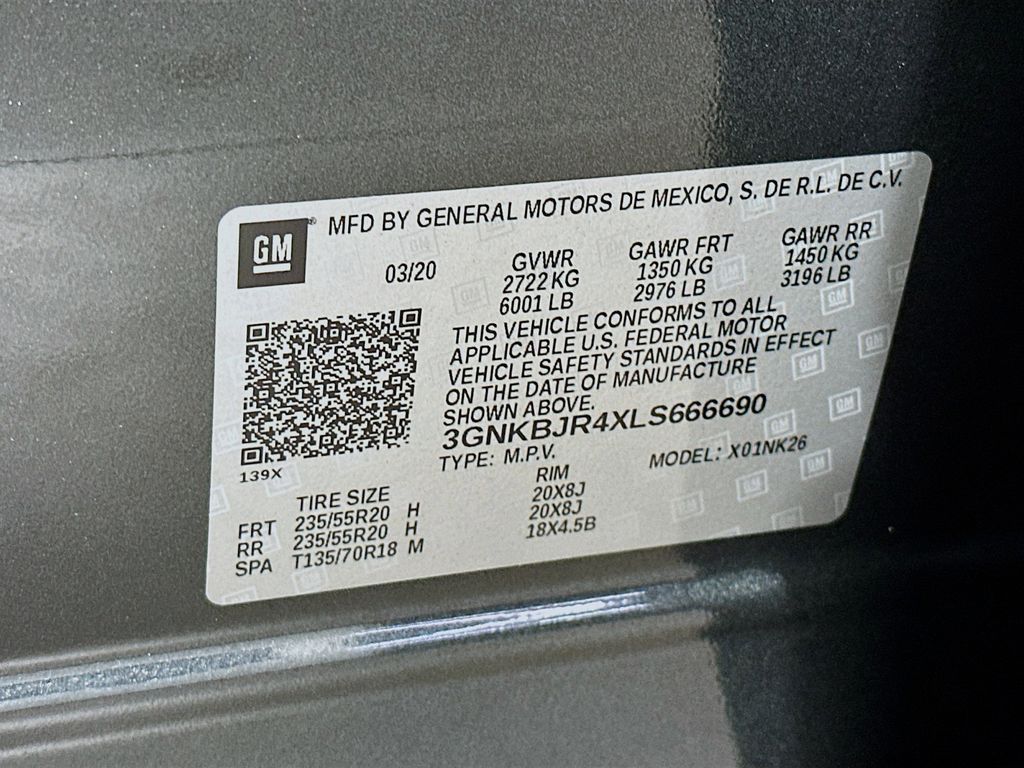 GM® MFD BY GENERAL MOTORS DE MEXICO, S. DE R.L. DE C.V.
03/20
GVWR GAWR FRT GAWR RR
2722 KG 1350 KG 1450 KG
6001 LB 2976 LB 3196 LB
THIS VEHICLE CONFORMS TO ALL
APPLICABLE U.S. FEDERAL MOTOR
VEHICLE SAFETY STANDARDS IN EFFECT
ON THE DATE OF MANUFACTURE
SHOWN ABOVE.
3GNKBJR4XLS666690
TYPE: M.P.V. MODEL: X01NK26
139X
TIRE SIZE RIM
FRT 235/55R20 H 20X8J
RR 235/55R20 H 20X8J
SPA T135/70R18 M 18X4.5B